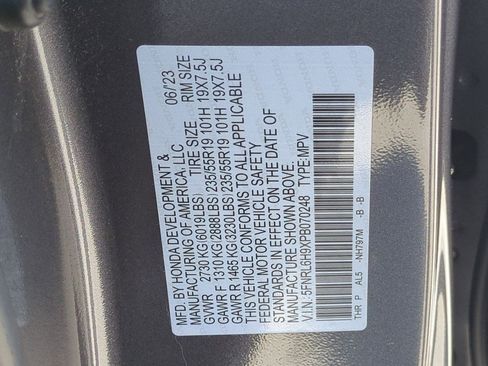 MFD. BY HONDA DEVELOPMENT & 06/23
MANUFACTURING OF AMERICA, LLC
TIRE SIZE RIM SIZE
GVWR 2730 KG(6019LBS)
GAWR F 1310 KG(2888LBS)235/55R19 101H 19X7.5J
GAWR R 1465 KG(3230LBS)235/55R19 101H 19X7.5J
THIS VEHICLE CONFORMS TO ALL APPLICABLE
FEDERAL MOTOR VEHICLE SAFETY
STANDARDS IN EFFECT ON THE DATE OF
MANUFACTURE SHOWN ABOVE.
V.I.N.:5FNRL6H9XPB070248 TYPE:MPV
THR P AL5 -NH797M -B -B